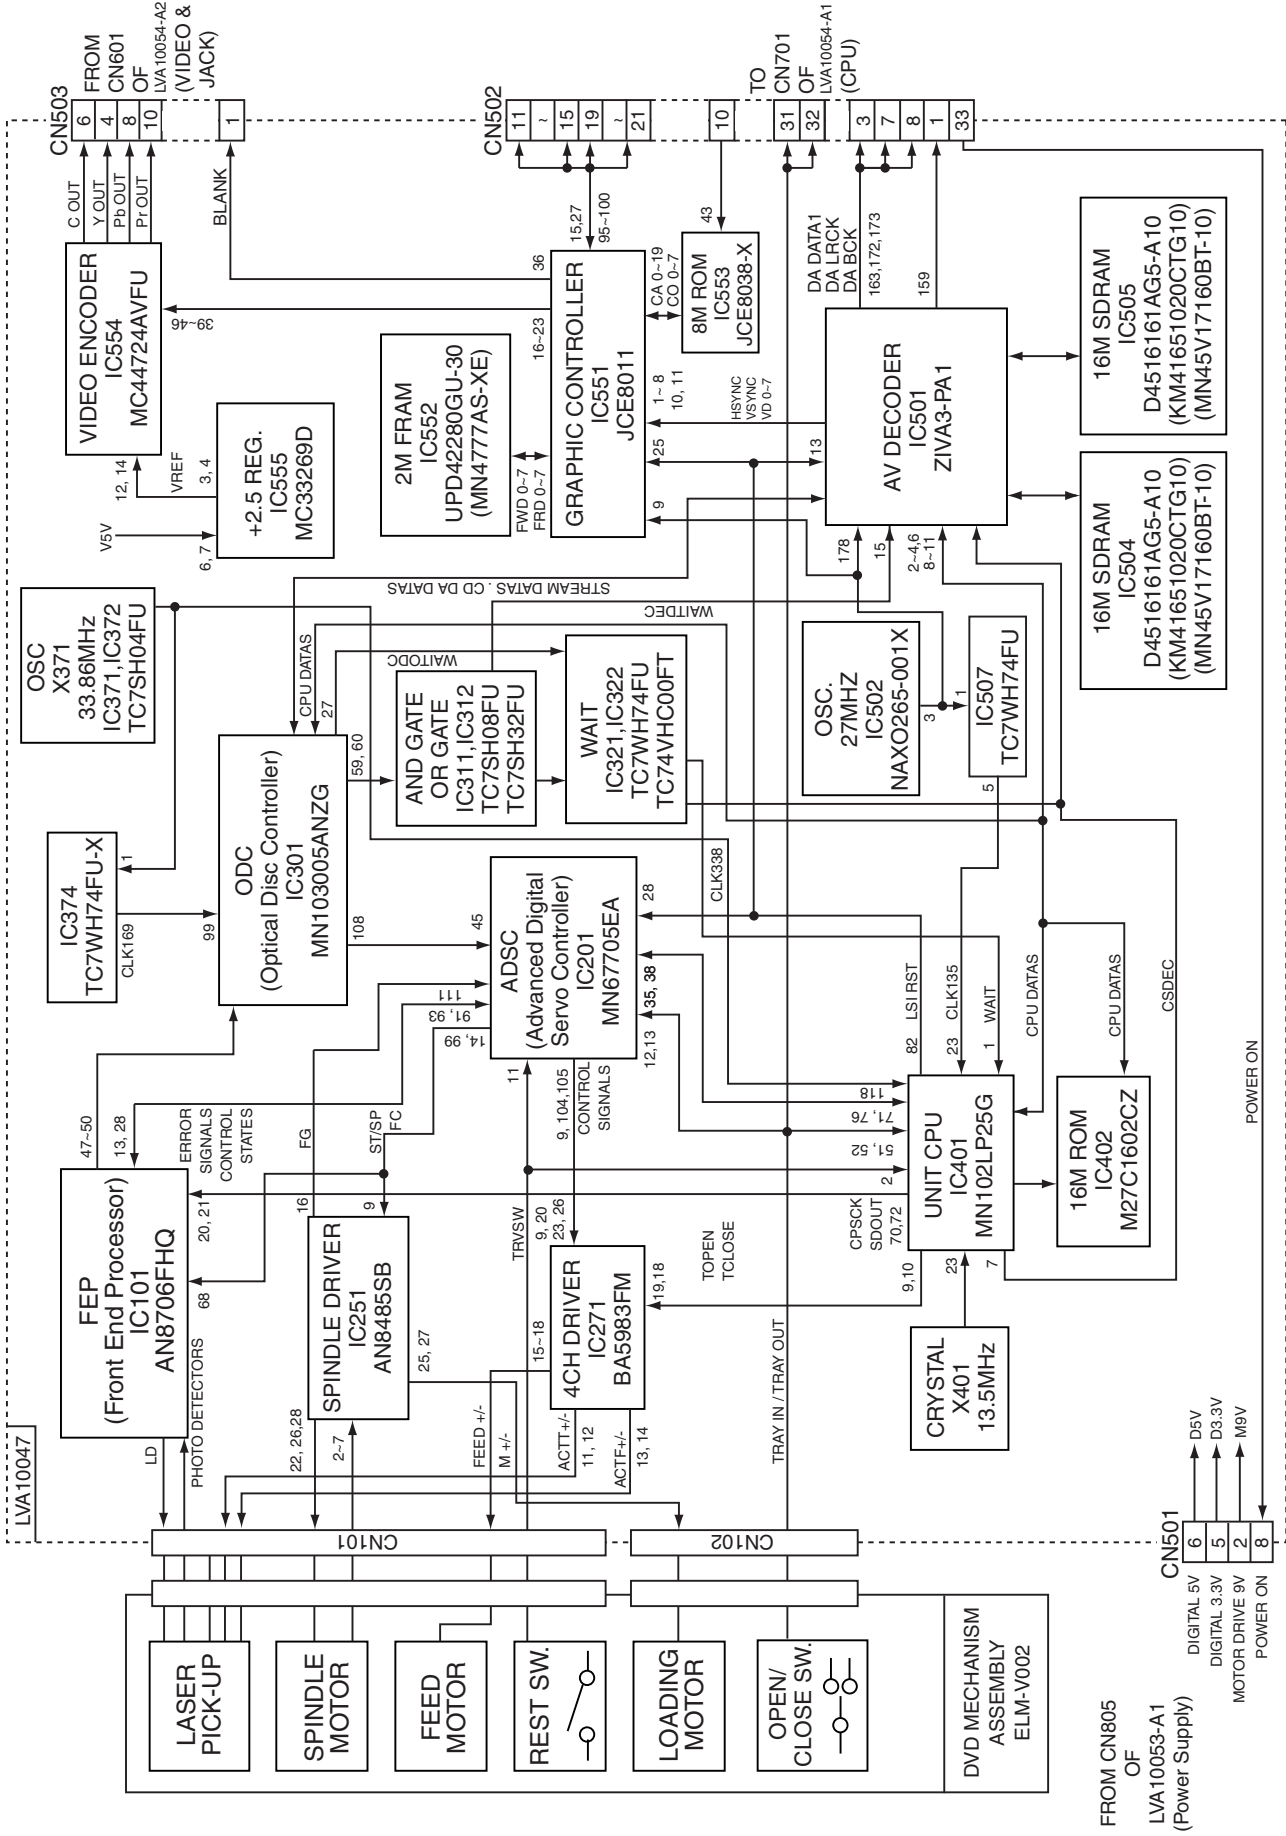 LVA10047
LASER
PICK-UP
SPINDLE
MOTOR
FEED
MOTOR
REST SW.
LOADING
MOTOR
OPEN/
CLOSE SW.
DVD MECHANISM
ASSEMBLY
ELM-V002
CN101
CN102
FROM CN805
OF
LVA10053-A1
(Power Supply)
DIGITAL 5V
DIGITAL 3.3V
MOTOR DRIVE 9V
POWER ON
CN501
6
5
2
8
D5V
D3.3V
M9V
POWER ON
FEP
(Front End Processor)
IC101
AN8706FHQ
LD
PHOTO DETECTORS
68
20, 21
47~50
13, 28
ERROR
SIGNALS
CONTROL
STATES
SPINDLE DRIVER
IC251
AN8485SB
22, 26,28
2~7
25, 27
16
9
FG
ST/SP
FC
4CH DRIVER
IC271
BA5983FM
FEED +/-
M +/-
15~18
ACTT+/-
11, 12
ACTF+/-
13, 14
TRVSW
9, 20
23, 26
19,18
TOPEN
TCLOSE
TRAY IN / TRAY OUT
CRYSTAL
X401
13.5MHz
UNIT CPU
IC401
MN102LP25G
9,10
23
7
CPSCK
SDOUT
70,72
2
51, 52
71, 76
118
82
LSI RST
23
CLK135
1
WAIT
CPU DATAS
16M ROM
IC402
M27C1602CZ
CPU DATAS
CSDEC
ADSC
(Advanced Digital
Servo Controller)
IC201
MN67705EA
11
9, 104,105
CONTROL
SIGNALS
14, 99
91, 93
111
45
12,13
35, 38
28
CLK338
ODC
(Optical Disc Controller)
IC301
MN103005ANZG
99
108
59, 60
27
CPU DATAS
WAITODC
IC374
TC7WH74FU-X
CLK169
1
OSC
X371
33.86MHz
IC371,IC372
TC7SH04FU
AND GATE
OR GATE
IC311,IC312
TC7SH08FU
TC7SH32FU
WAIT
IC321,IC322
TC7WH74FU
TC74VHC00FT
WAITDEC
STREAM DATAS . CD DA DATAS
OSC.
27MHZ
IC502
NAXO265-001X
3
1
IC507
TC7WH74FU
5
V5V
6, 7
+2.5 REG.
IC555
MC33269D
3, 4
VREF
12, 14
VIDEO ENCODER
IC554
MC44724AVFU
39~46
C OUT
Y OUT
Pb OUT
Pr OUT
BLANK
CN503
6
4
8
10
1
FROM
CN601
OF
LVA10054-A2
(VIDEO &
JACK)
2M FRAM
IC552
UPD42280GU-30
(MN4777AS-XE)
FWD 0~7
FRD 0~7
GRAPHIC CONTROLLER
IC551
JCE8011
16~23
36
15,27
95~100
9
25
1~ 8
10, 11
CA 0~19
CO 0~7
8M ROM
IC553
JCE8038-X
43
HSYNC
VSYNC
VD 0~7
AV DECODER
IC501
ZIVA3-PA1
13
178
15
2~4,6
8~11
DA DATA1
DA LRCK
DA BCK
163,172,173
159
16M SDRAM
IC504
D4516161AG5-A10
(KM41651020CTG10)
(MN45V17160BT-10)
16M SDRAM
IC505
D4516161AG5-A10
(KM41651020CTG10)
(MN45V17160BT-10)
CN502
11
~
15
19
~
21
10
31
32
3
7
8
1
33
TO
CN701
OF
LVA10054-A1
(CPU)